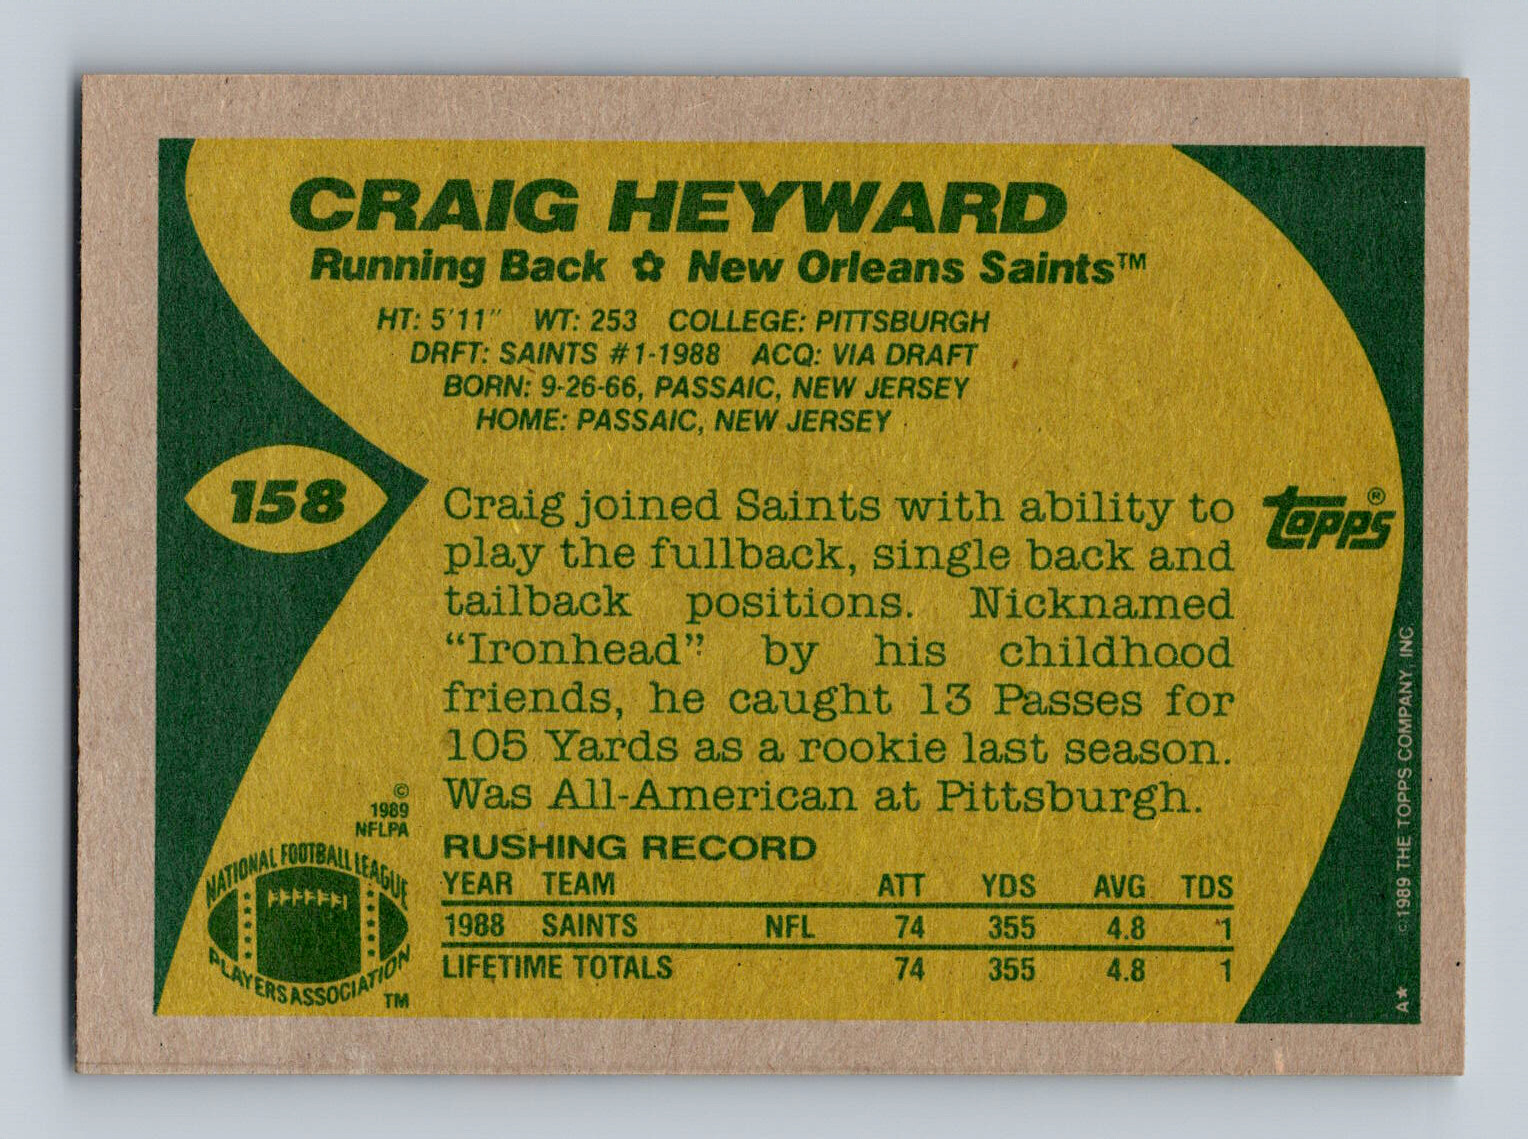 CRAIG HEYWARD
Running Back ✩ New Orleans Saints™
HT: 5'11" WT: 253 COLLEGE: PITTSBURGH
DRFT: SAINTS #1-1988 ACQ: VIA DRAFT
BORN: 9-26-66, PASSAIC, NEW JERSEY
HOME: PASSAIC, NEW JERSEY
158
Craig joined Saints with ability to
play the fullback, single back and
tailback positions. Nicknamed
“Ironhead” by his childhood
friends, he caught 13 Passes for
105 Yards as a rookie last season.
Was All-American at Pittsburgh.
topps®
RUSHING RECORD
YEAR TEAM ATT YDS AVG TDS
1988 SAINTS NFL 74 355 4.8 1
LIFETIME TOTALS 74 355 4.8 1
©
1989
NFLPA
NATIONAL FOOTBALL LEAGUE
PLAYERS ASSOCIATION
TM
A* © 1989 THE TOPPS COMPANY, INC